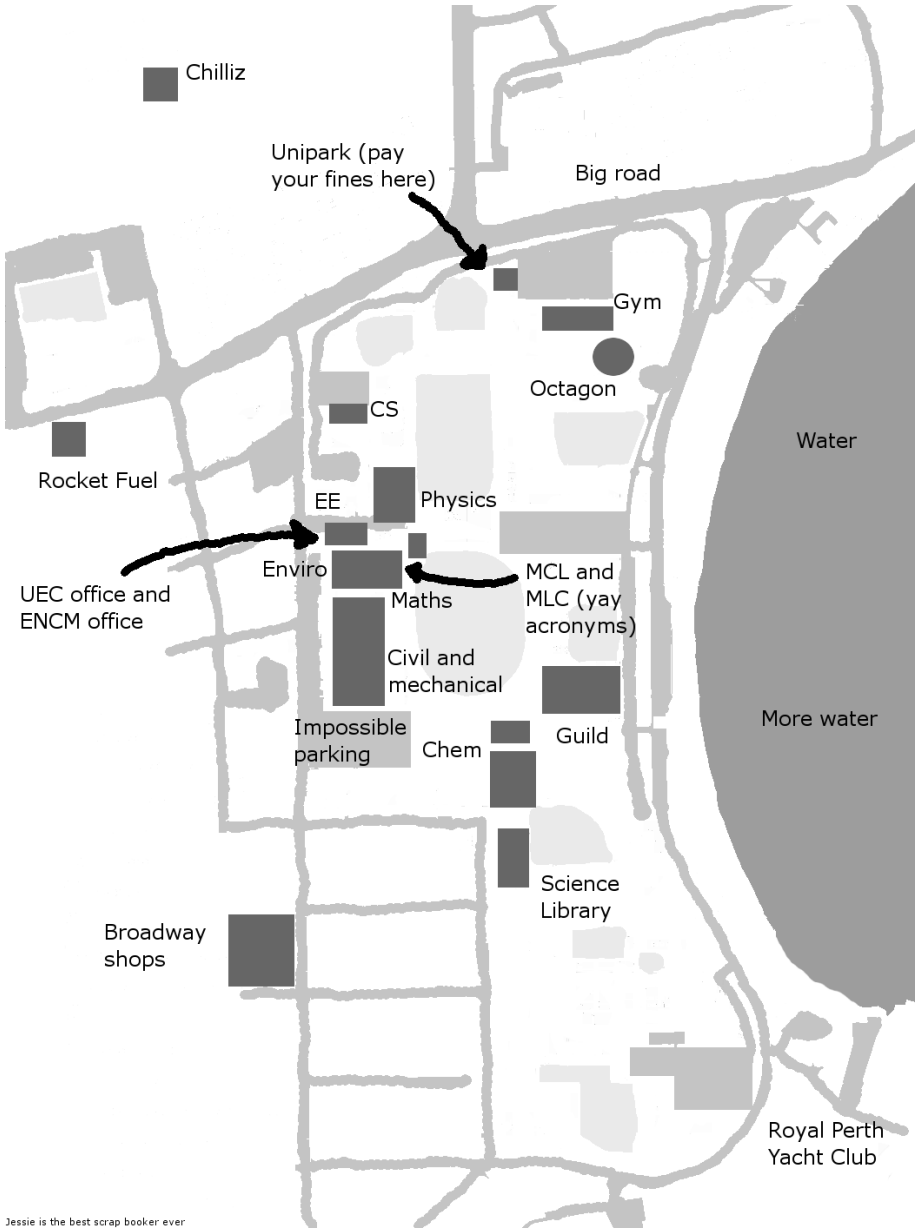 Chilliz
Unipark (pay
your fines here)
Big road
Gym
Octagon
CS
Water
Rocket Fuel
EE
Physics
UEC office and
ENCM office
Enviro
Maths
MCL and
MLC (yay
acronyms)
Civil and
mechanical
Impossible
parking
Chem
Guild
More water
Science
Library
Broadway
shops
Royal Perth
Yacht Club
Jessie is the best scrap booker ever